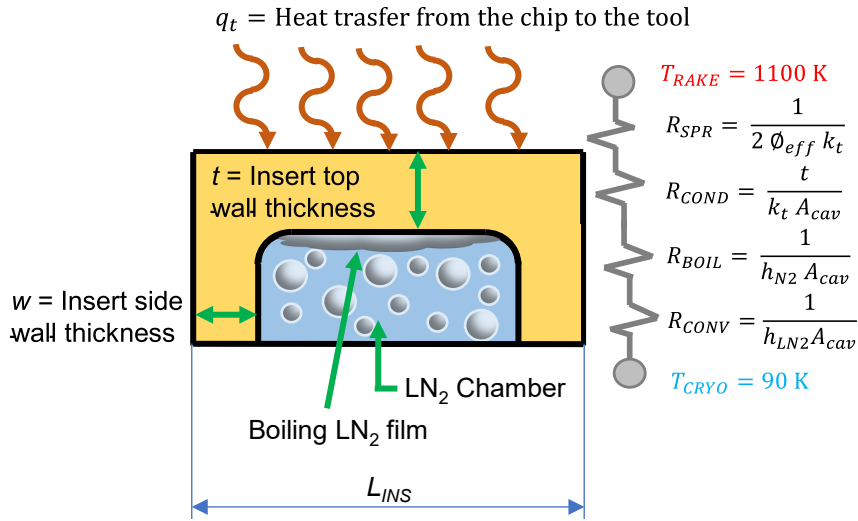 q_t = Heat trasfer from the chip to the tool
T_RAKE = 1100 K
R_SPR = 1 / (2 ∅_eff k_t)
t = Insert top
wall thickness
R_COND = t / (k_t A_cav)
R_BOIL = 1 / (h_N2 A_cav)
w = Insert side
wall thickness
R_CONV = 1 / (h_LN2 A_cav)
T_CRYO = 90 K
LN₂ Chamber
Boiling LN₂ film
L_INS